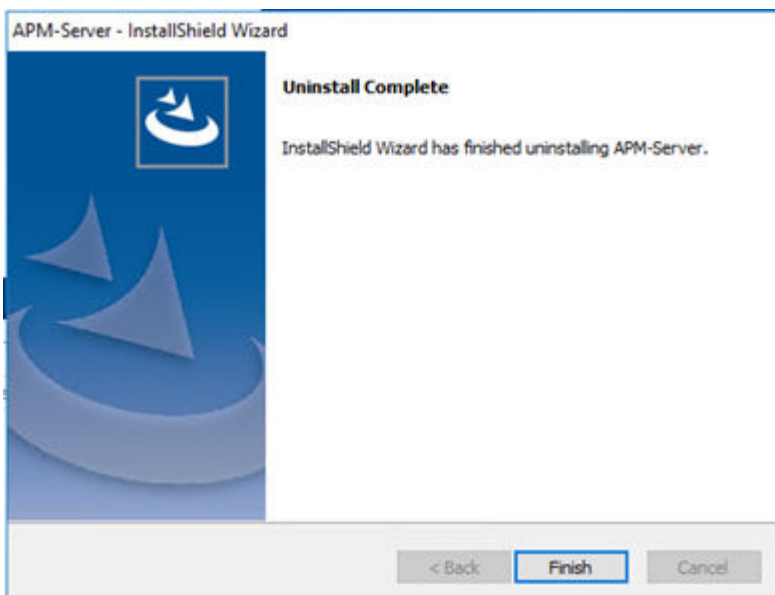 APM-Server - InstallShield Wizard
Uninstall Complete
InstallShield Wizard has finished uninstalling APM-Server.
< Back
Finish
Cancel